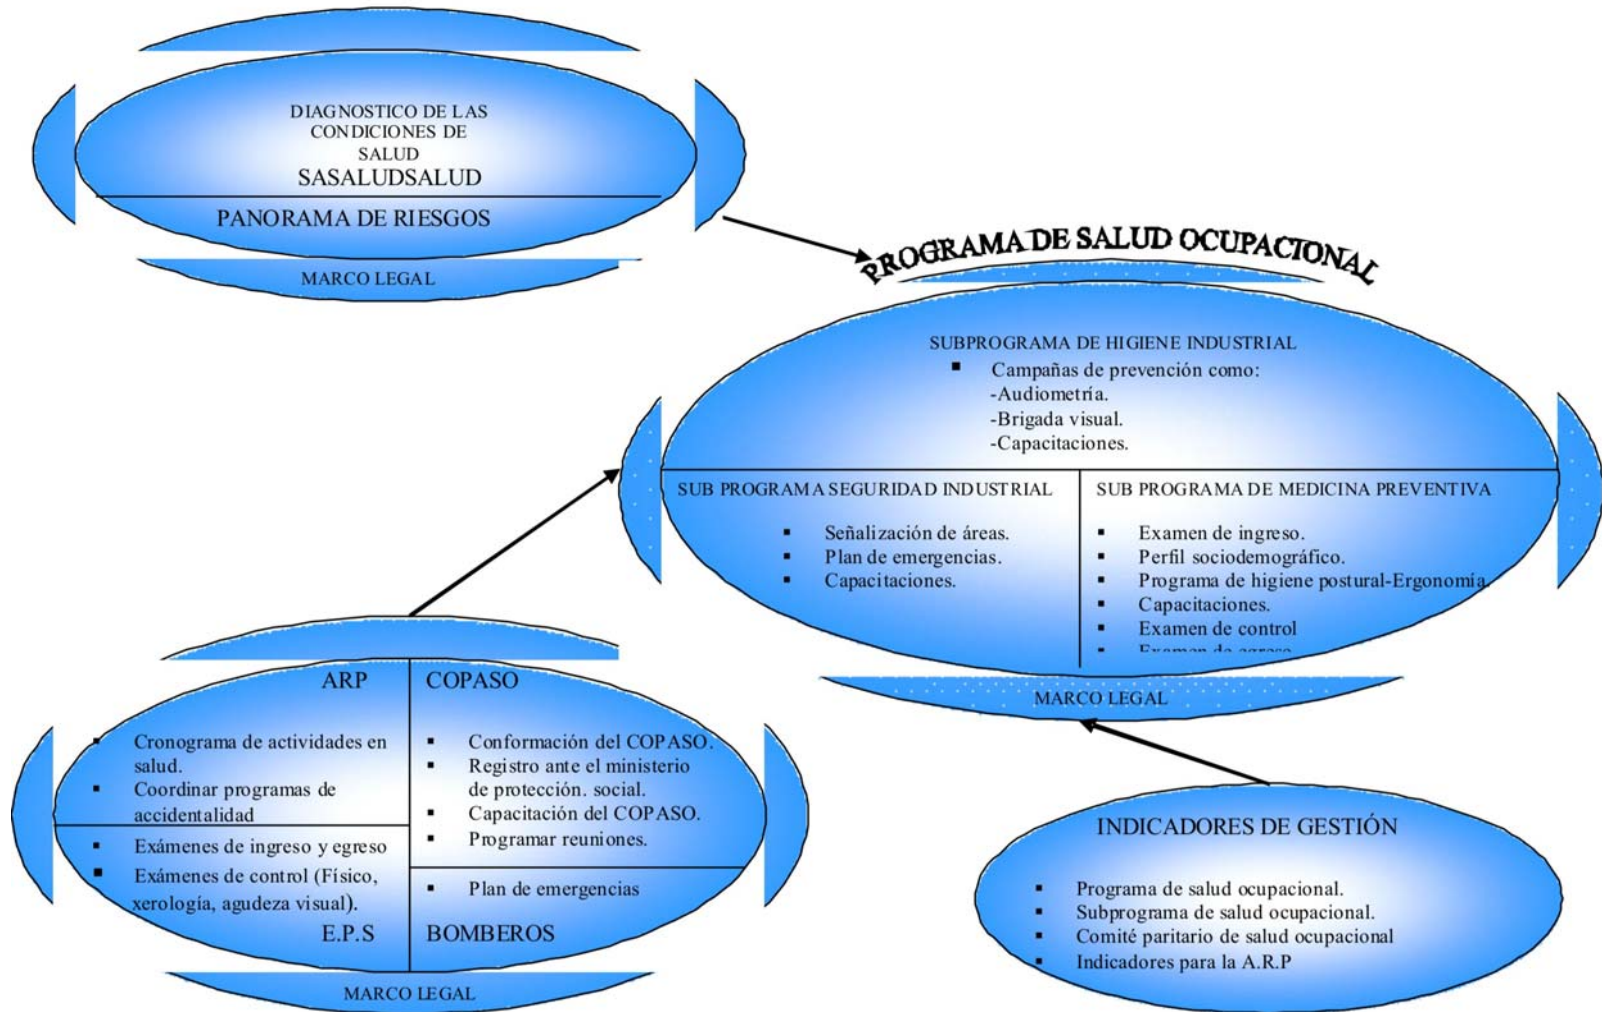 DIAGNOSTICO DE LAS
CONDICIONES DE
SALUD
SASALUDSALUD
PANORAMA DE RIESGOS
MARCO LEGAL
PROGRAMA DE SALUD OCUPACIONAL
SUBPROGRAMA DE HIGIENE INDUSTRIAL
▪ Campañas de prevención como:
-Audiometría.
-Brigada visual.
-Capacitaciones.
SUB PROGRAMA SEGURIDAD INDUSTRIAL
▪ Señalización de áreas.
▪ Plan de emergencias.
▪ Capacitaciones.
SUB PROGRAMA DE MEDICINA PREVENTIVA
▪ Examen de ingreso.
▪ Perfil sociodemográfico.
▪ Programa de higiene postural-Ergonomía.
▪ Capacitaciones.
▪ Examen de control
▪ Examen de egreso
MARCO LEGAL
ARP
▪ Cronograma de actividades en
salud.
▪ Coordinar programas de
accidentalidad
COPASO
▪ Conformación del COPASO.
▪ Registro ante el ministerio
de protección. social.
▪ Capacitación del COPASO.
▪ Programar reuniones.
▪ Exámenes de ingreso y egreso
▪ Exámenes de control (Físico,
xerología, agudeza visual).
E.P.S
▪ Plan de emergencias
BOMBEROS
MARCO LEGAL
INDICADORES DE GESTIÓN
▪ Programa de salud ocupacional.
▪ Subprograma de salud ocupacional.
▪ Comité paritario de salud ocupacional
▪ Indicadores para la A.R.P